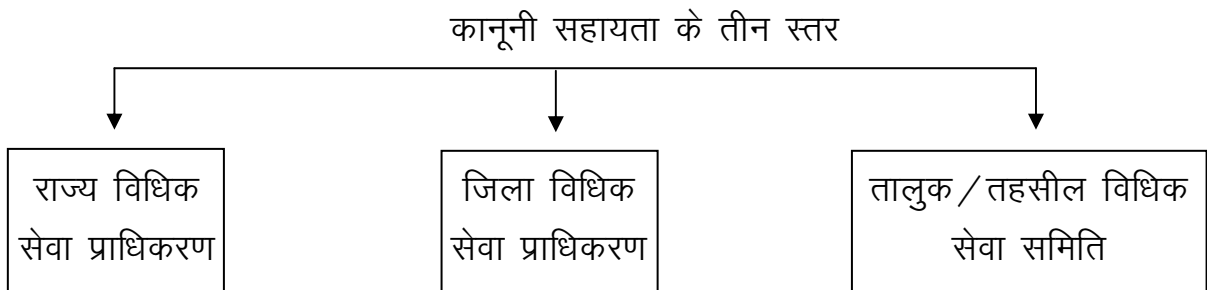 कानूनी सहायता के तीन स्तर
राज्य विधिक
सेवा प्राधिकरण
जिला विधिक
सेवा प्राधिकरण
तालुक/तहसील विधिक
सेवा समिति